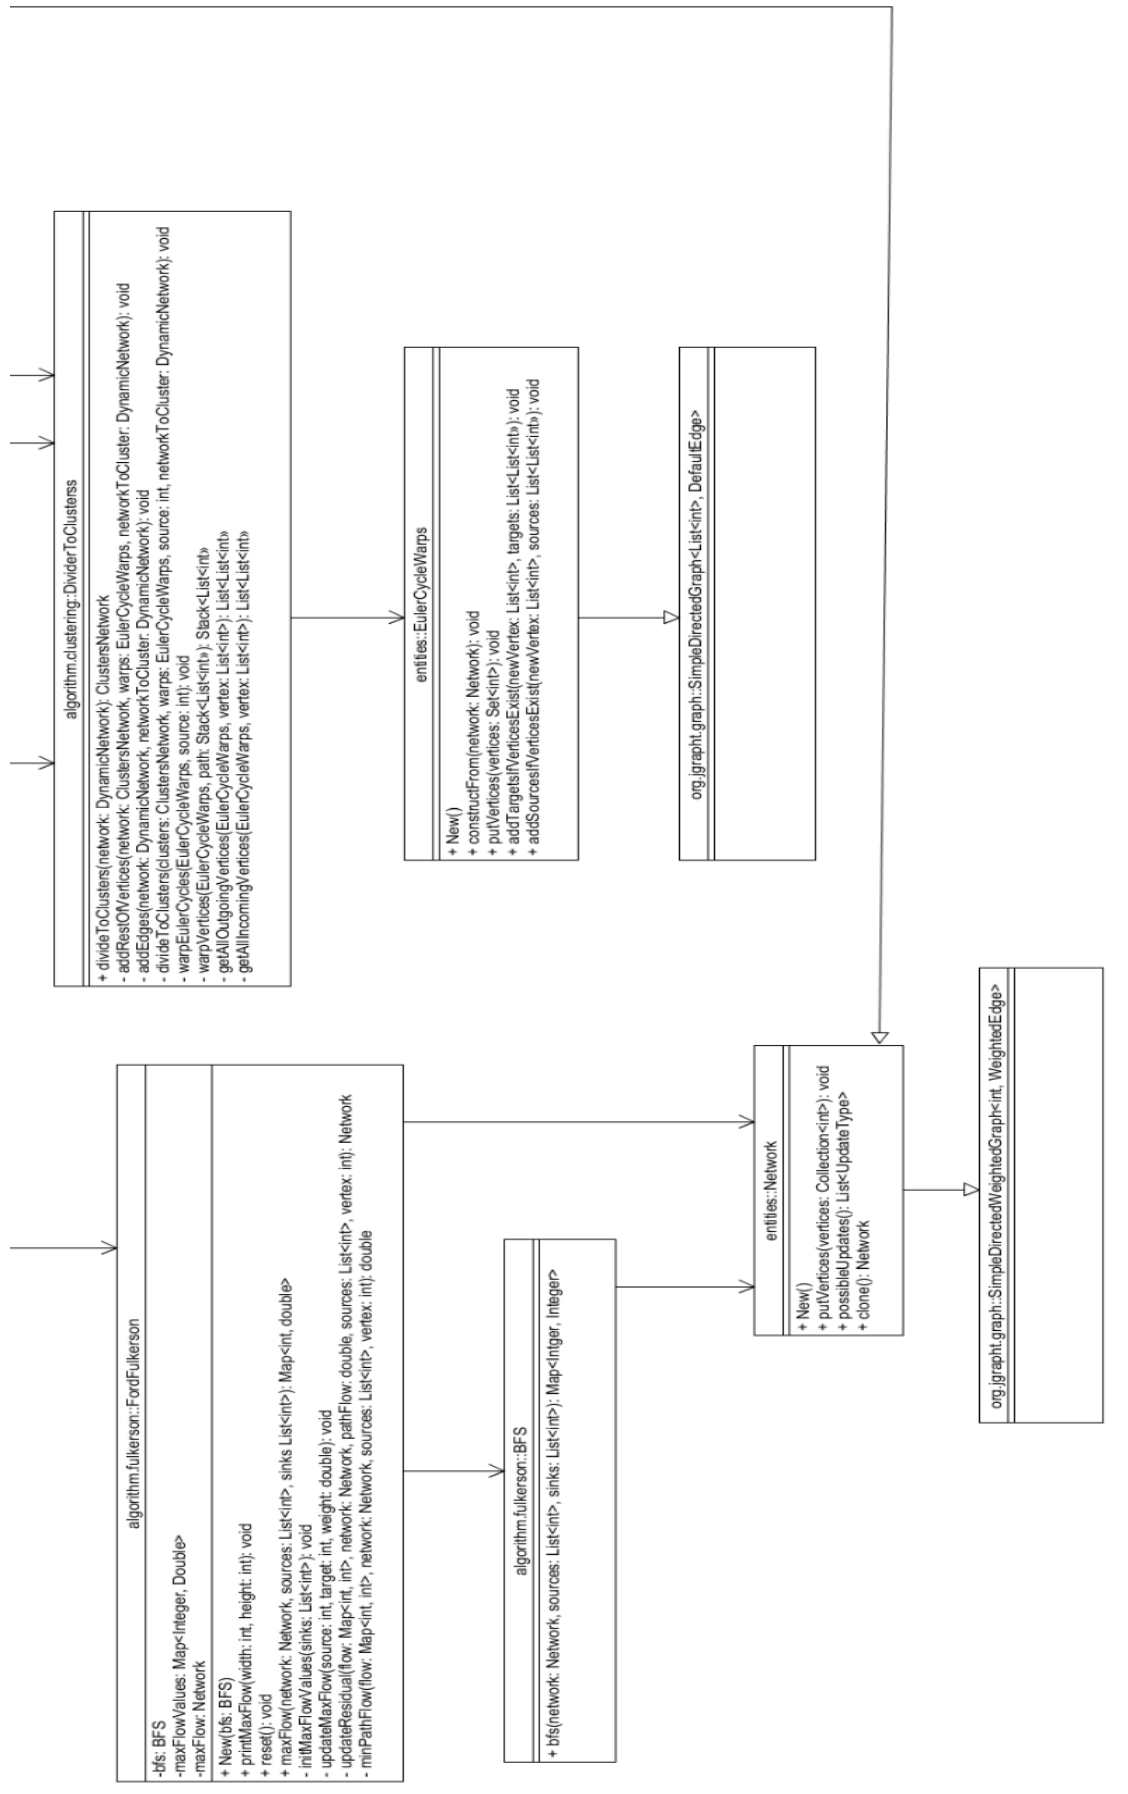 algorithm.clustering::DividerToClusterss
+ divideToClusters(network: DynamicNetwork): ClustersNetwork
- addRestOfVertices(network: ClustersNetwork, warps: EulerCycleWarps, networkToCluster: DynamicNetwork): void
- addEdges(network: DynamicNetwork, networkToCluster: DynamicNetwork): void
- divideToClusters(clusters: ClustersNetwork, warps: EulerCycleWarps, source: int, networkToCluster: DynamicNetwork): void
- warpEulerCycles(EulerCycleWarps, source: int): void
- warpVertices(EulerCycleWarps, path: Stack<List<int»): Stack<List<int»
- getAllOutgoingVertices(EulerCycleWarps, vertex: List<int>): List<List<int»
- getAllIncomingVertices(EulerCycleWarps, vertex: List<int>): List<List<int»
entities::EulerCycleWarps
+ New()
+ constructFrom(network: Network): void
+ putVertices(vertices: Set<int>): void
+ addTargetsIfVerticesExist(newVertex: List<int>, targets: List<List<int»): void
+ addSourcesIfVerticesExist(newVertex: List<int>, sources: List<List<int»): void
org.jgrapht.graph::SimpleDirectedGraph<List<int>, DefaultEdge>
algorithm.fulkerson::FordFulkerson
-bfs: BFS
-maxFlowValues: Map<Integer, Double>
-maxFlow: Network
+ New(bfs: BFS)
+ printMaxFlow(width: int, height: int): void
+ reset(): void
+ maxFlow(network: Network, sources: List<int>, sinks List<int>): Map<int, double>
- initMaxFlowValues(sinks: List<int>): void
- updateMaxFlow(source: int, target: int, weight: double): void
- updateResidual(flow: Map<int, int>, network: Network, pathFlow: double, sources: List<int>, vertex: int): Network
- minPathFlow(flow: Map<int, int>, network: Network, sources: List<int>, vertex: int): double
algorithm.fulkerson::BFS
+ bfs(network: Network, sources: List<int>, sinks: List<int>): Map<Intger, Integer>
entities::Network
+ New()
+ putVertices(vertices: Collection<int>): void
+ possibleUpdates(): List<UpdateType>
+ clone(): Network
org.jgrapht.graph::SimpleDirectedWeightedGraph<int, WeightedEdge>